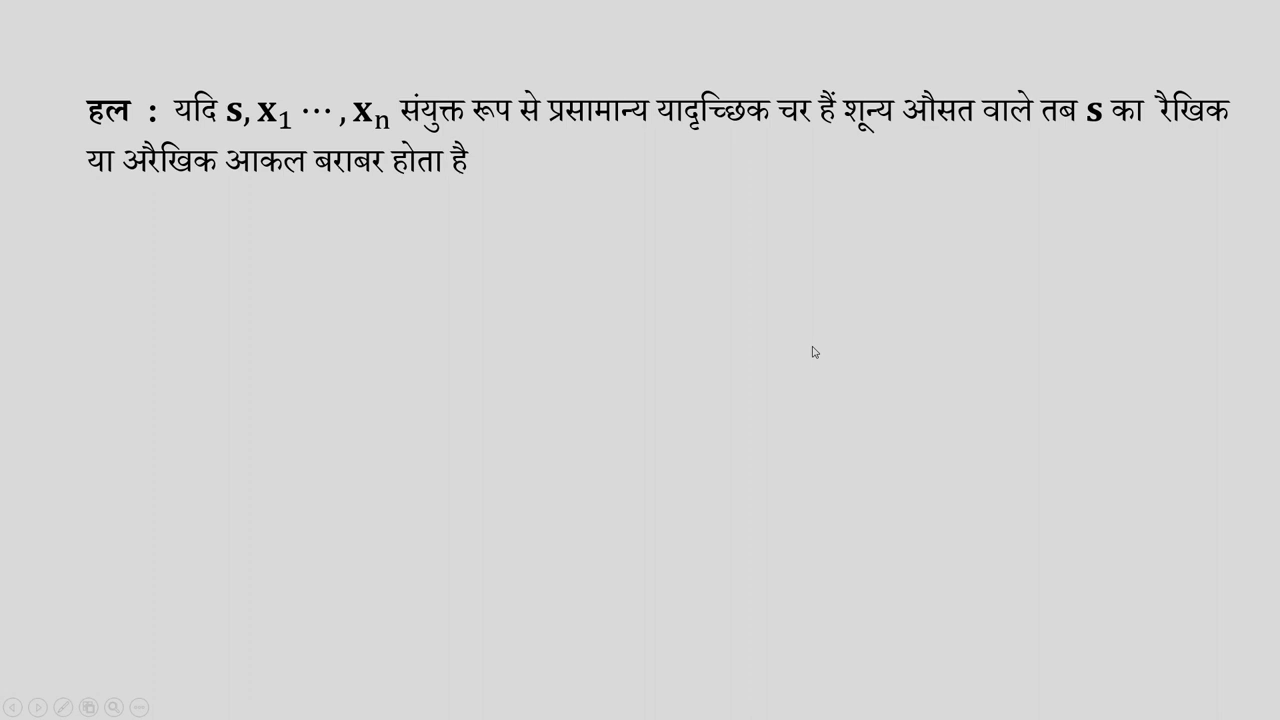 हल : यदि s, x₁ ⋯ , xₙ संयुक्त रूप से प्रसामान्य यादृच्छिक चर हैं शून्य औसत वाले तब s का रैखिक
या अरैखिक आकल बराबर होता है